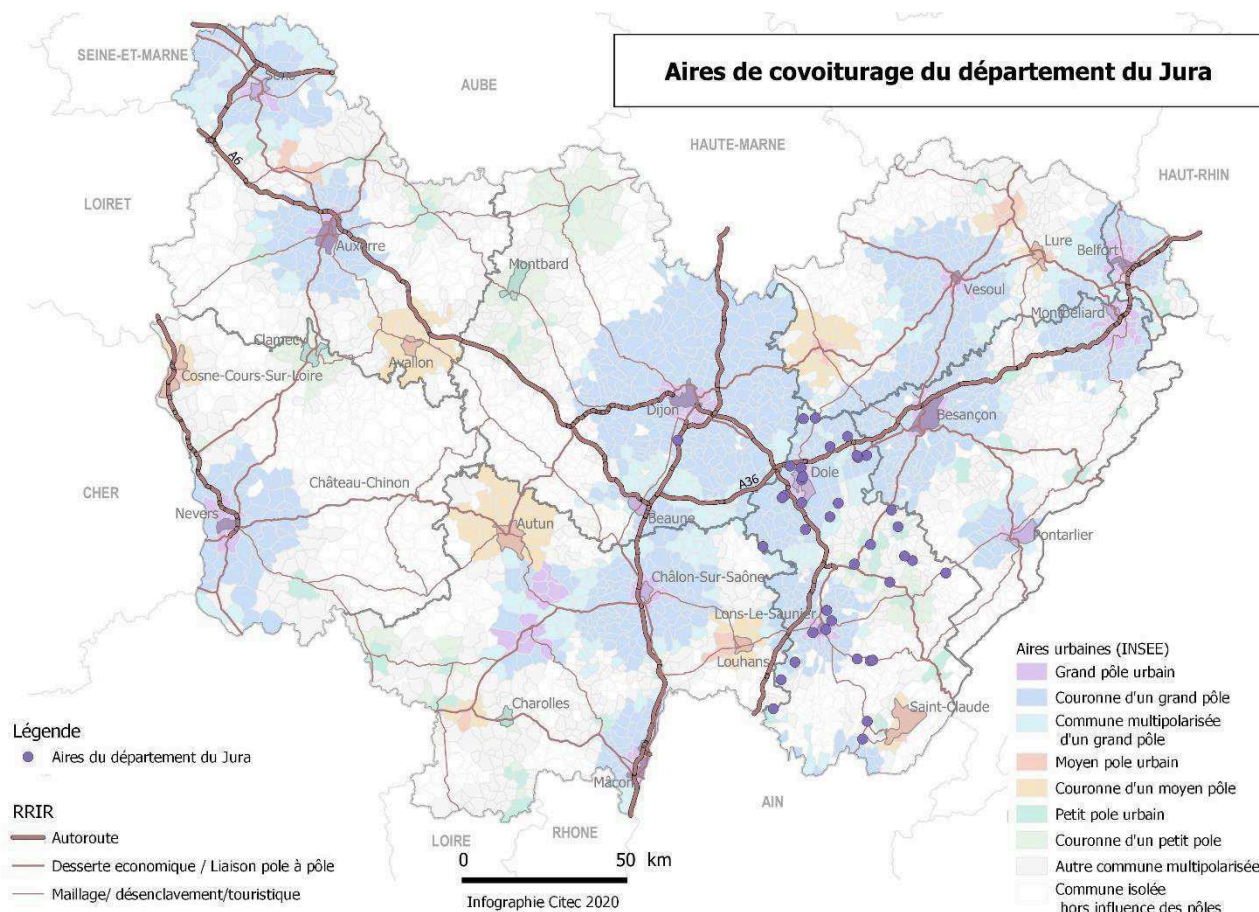 Aires de covoiturage du département du Jura
SEINE-ET-MARNE
AUBE
HAUTE-MARNE
HAUT-RHIN
LOIRET
Sens
A6
Auxerre
Montbard
Lure
Belfort
Vesoul
Montbéliard
Clamecy
Avallon
Cosne-Cours-Sur-Loire
Dijon
Besançon
CHER
Château-Chinon
A36
Dole
Nevers
Autun
Beaune
Pontarlier
Châlon-Sur-Saône
Lons-Le-Saunier
Louhans
Charolles
Saint-Claude
Mâcon
AIN
LOIRE
RHONE
Légende
Aires du département du Jura
RRIR
Autoroute
Desserte economique / Liaison pole à pôle
Maillage/ désenclavement/touristique
0 50 km
Infographie Citec 2020
Aires urbaines (INSEE)
Grand pôle urbain
Couronne d'un grand pôle
Commune multipolarisée
d'un grand pôle
Moyen pole urbain
Couronne d'un moyen pôle
Petit pole urbain
Couronne d'un petit pole
Autre commune multipolarisée
Commune isolée
hors influence des pôles